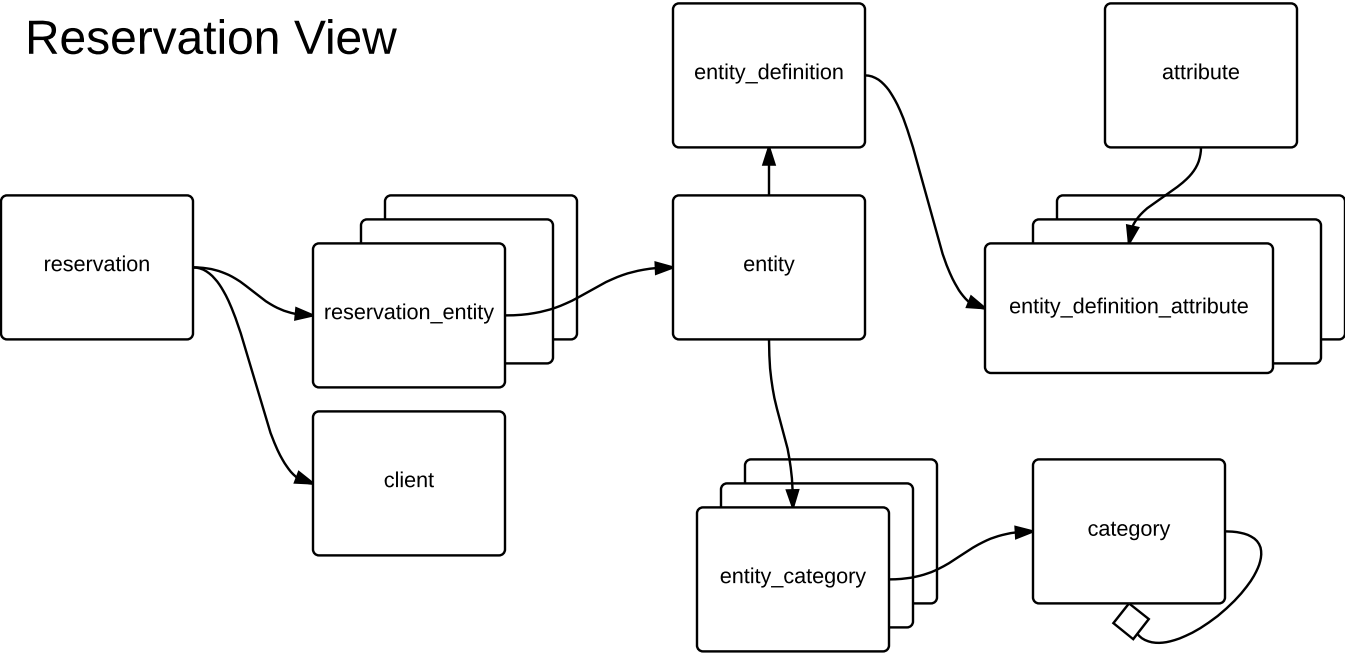 Reservation View
entity_definition
attribute
reservation
reservation_entity
entity
entity_definition_attribute
client
entity_category
category